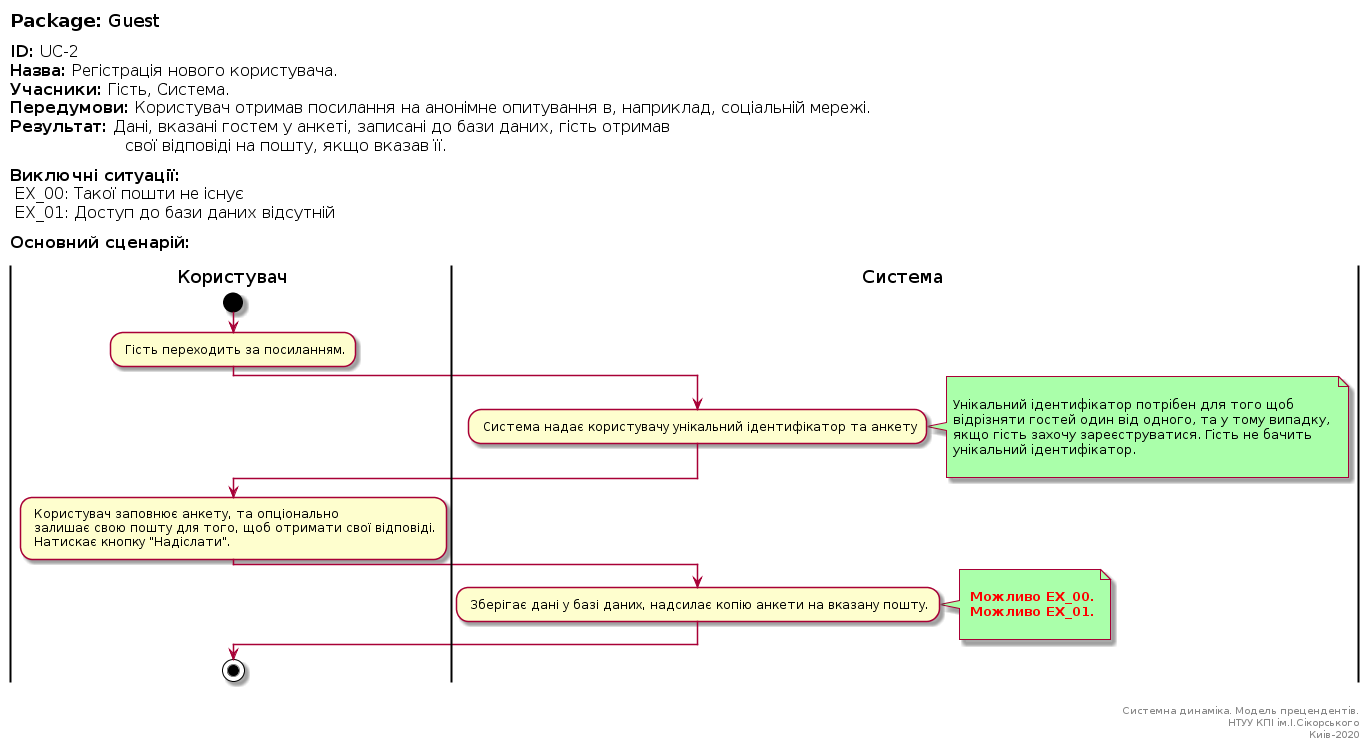 Package: Guest
ID: UC-2
Назва: Регістрація нового користувача.
Учасники: Гість, Система.
Передумови: Користувач отримав посилання на анонімне опитування в, наприклад, соціальній мережі.
Результат: Дані, вказані гостем у анкеті, записані до бази даних, гість отримав
свої відповіді на пошту, якщо вказав її.
Виключні ситуації:
EX_00: Такої пошти не існує
EX_01: Доступ до бази даних відсутній
Основний сценарій:
Користувач
Система
Гість переходить за посиланням.
Система надає користувачу унікальний ідентифікатор та анкету
Унікальний ідентифікатор потрібен для того щоб
відрізняти гостей один від одного, та у тому випадку,
якщо гість захочу зареєструватися. Гість не бачить
унікальний ідентифікатор.
Користувач заповнює анкету, та опціонально
залишає свою пошту для того, щоб отримати свої відповіді.
Натискає кнопку "Надіслати".
Зберігає дані у базі даних, надсилає копію анкети на вказану пошту.
Можливо EX_00.
Можливо EX_01.
Системна динаміка. Модель прецендентів.
НТУУ КПІ ім.І.Сікорського
Київ-2020